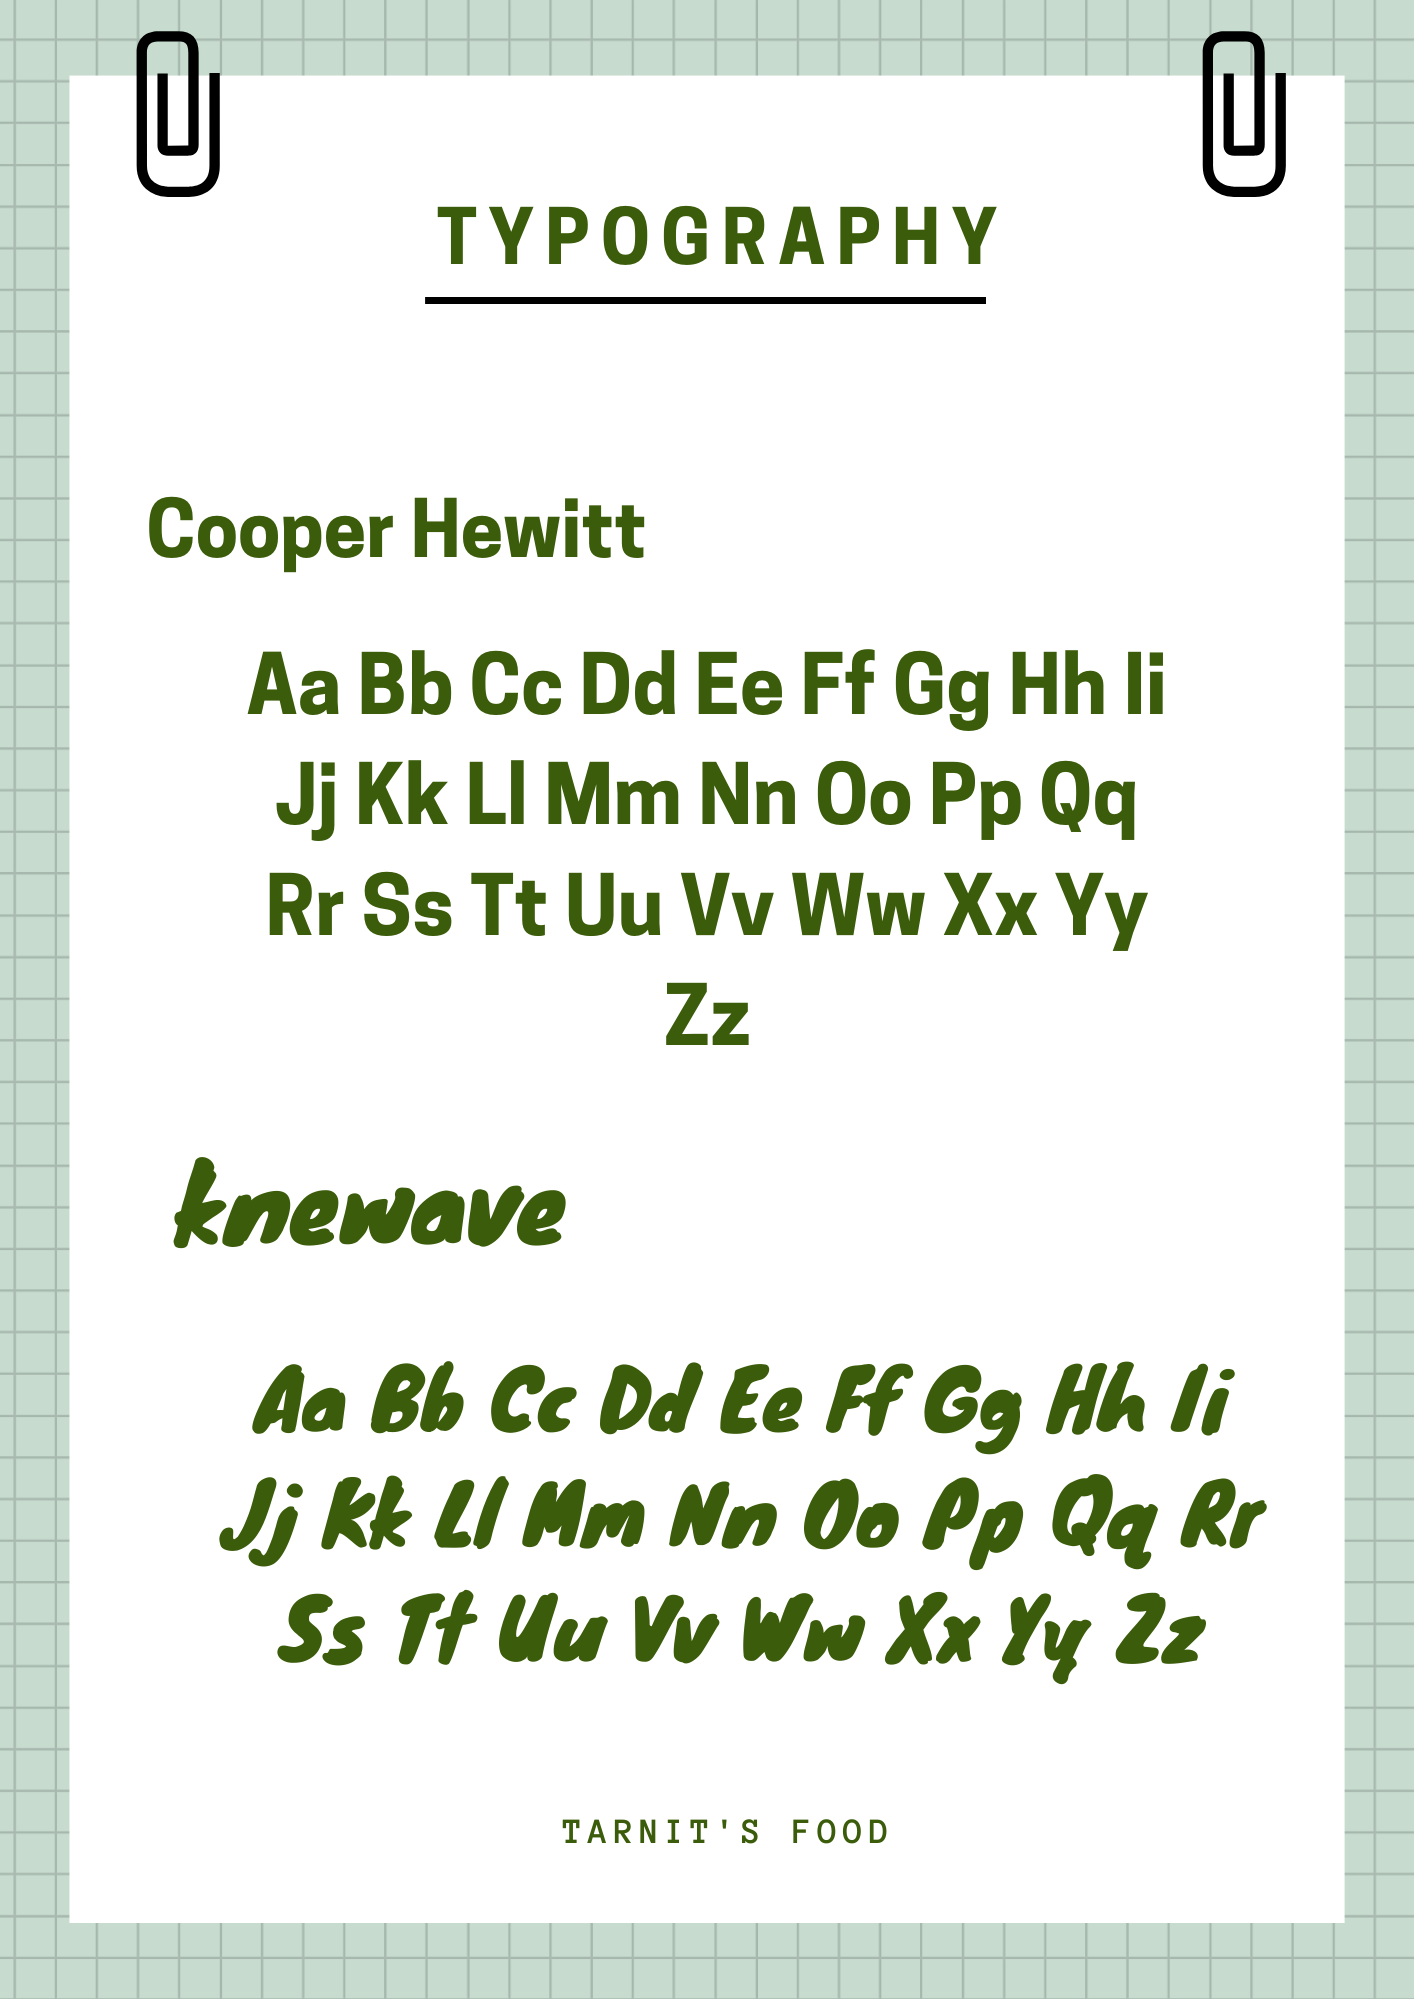 TYPOGRAPHY
Cooper Hewitt
Aa Bb Cc Dd Ee Ff Gg Hh Ii
Jj Kk Ll Mm Nn Oo Pp Qq
Rr Ss Tt Uu Vv Ww Xx Yy
Zz
knewave
Aa Bb Cc Dd Ee Ff Gg Hh Ii
Jj Kk Ll Mm Nn Oo Pp Qq Rr
Ss Tt Uu Vv Ww Xx Yy Zz
TARNIT'S FOOD